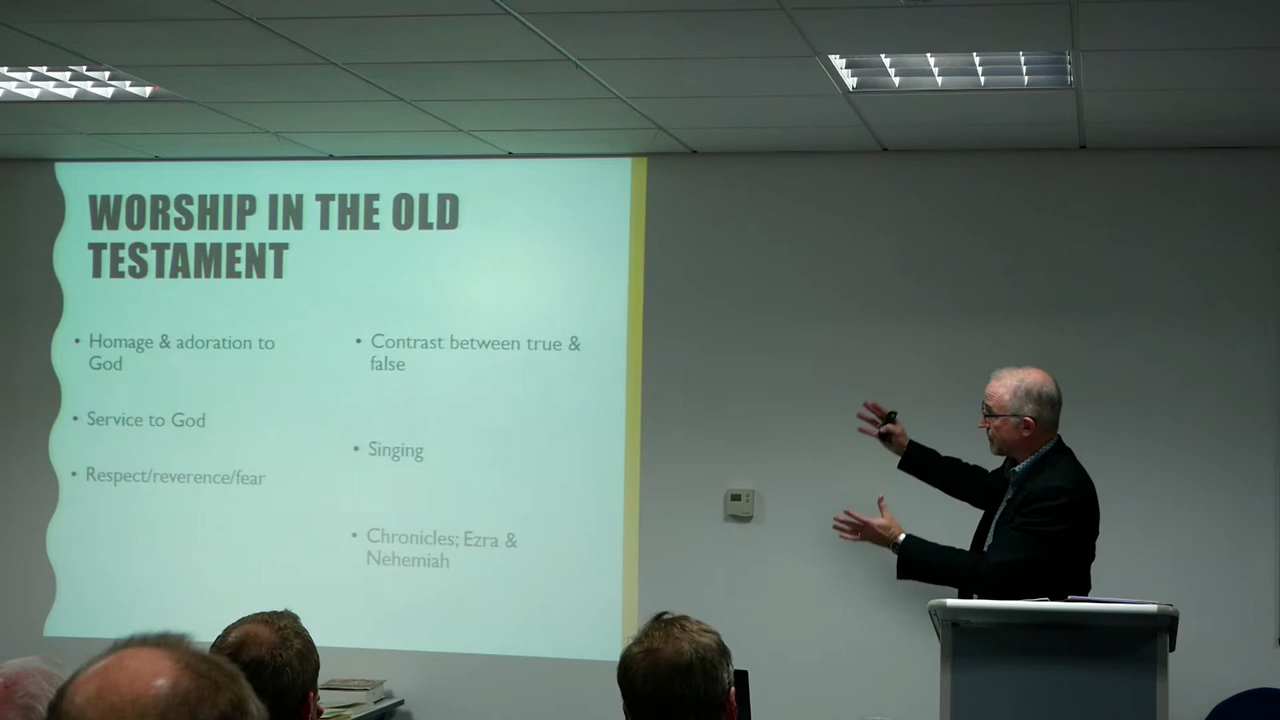 WORSHIP IN THE OLD
TESTAMENT
• Homage & adoration to
God
• Service to God
• Respect/reverence/fear
• Contrast between true &
false
• Singing
• Chronicles; Ezra &
Nehemiah